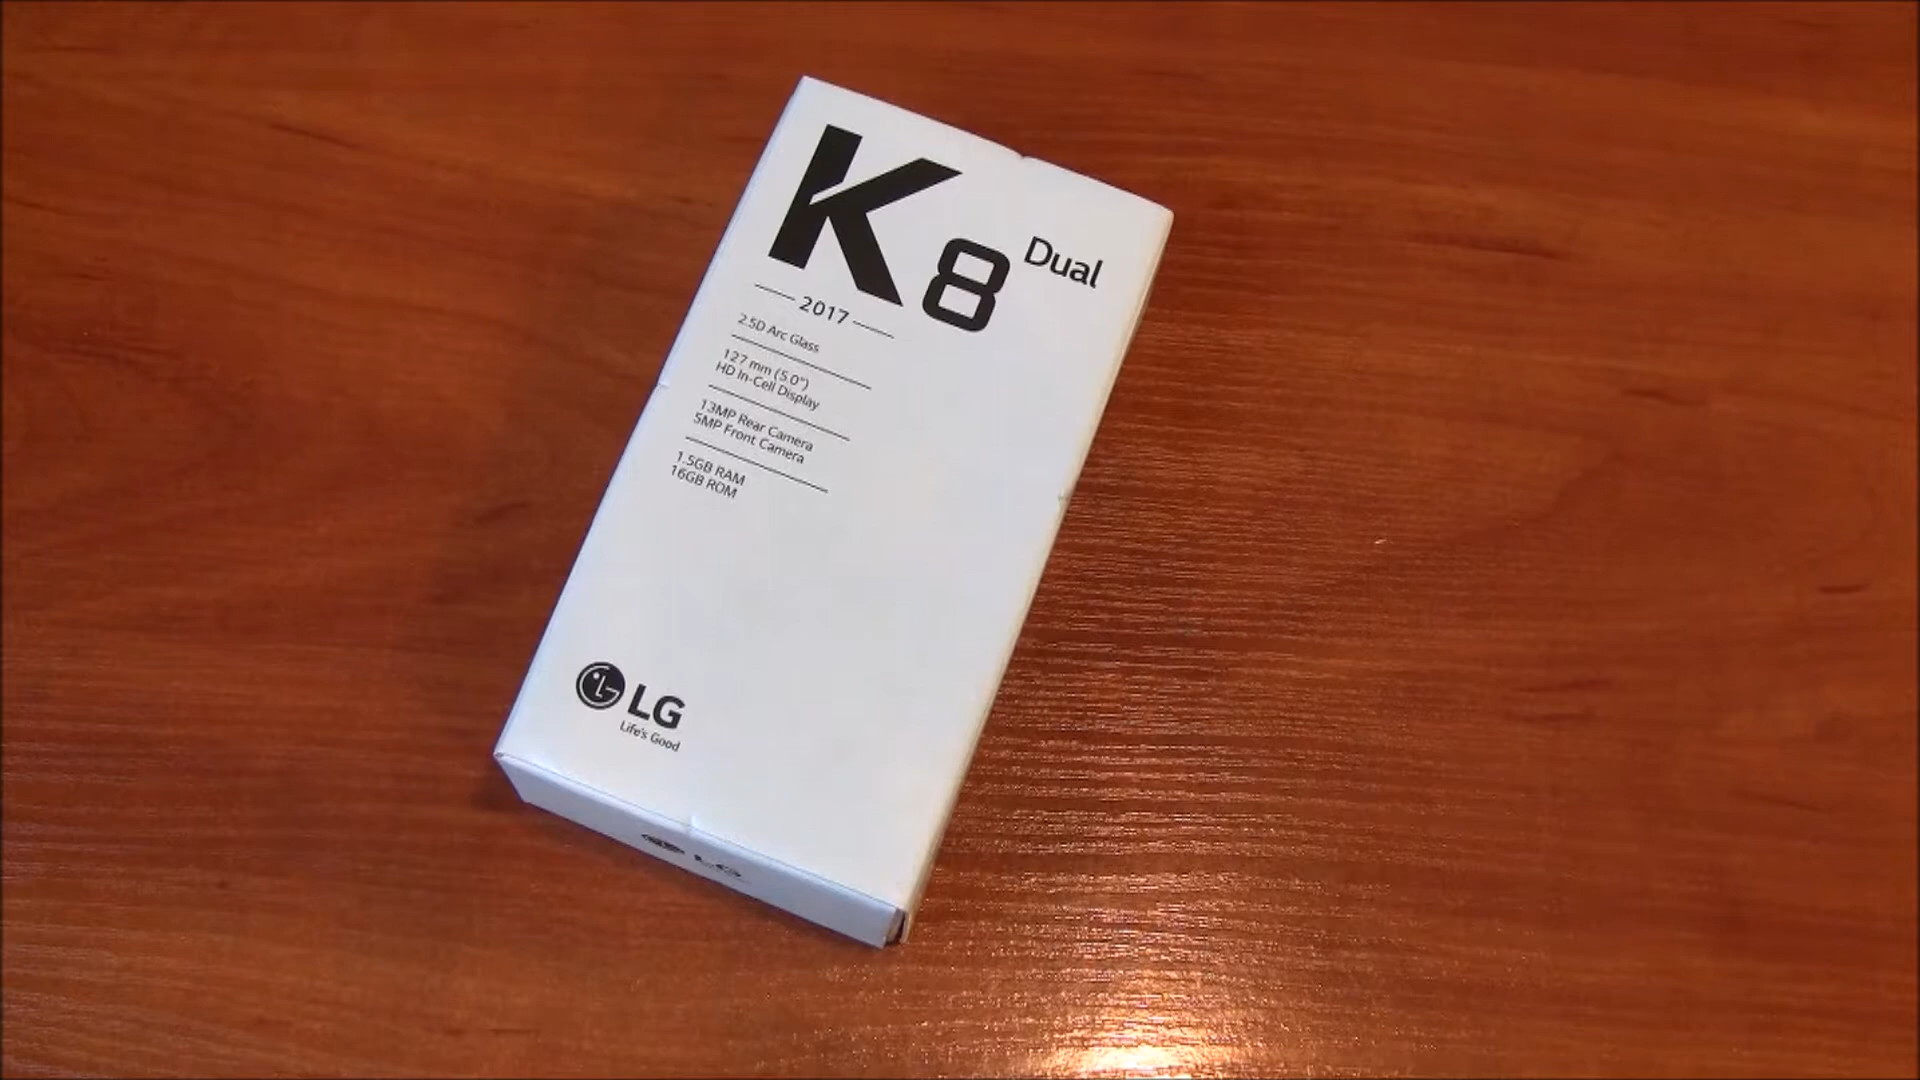 K8 Dual
2017
2.5D Arc Glass
127 mm (5.0")
HD In-Cell Display
13MP Rear Camera
5MP Front Camera
1.5GB RAM
16GB ROM
LG
Life's Good
LG